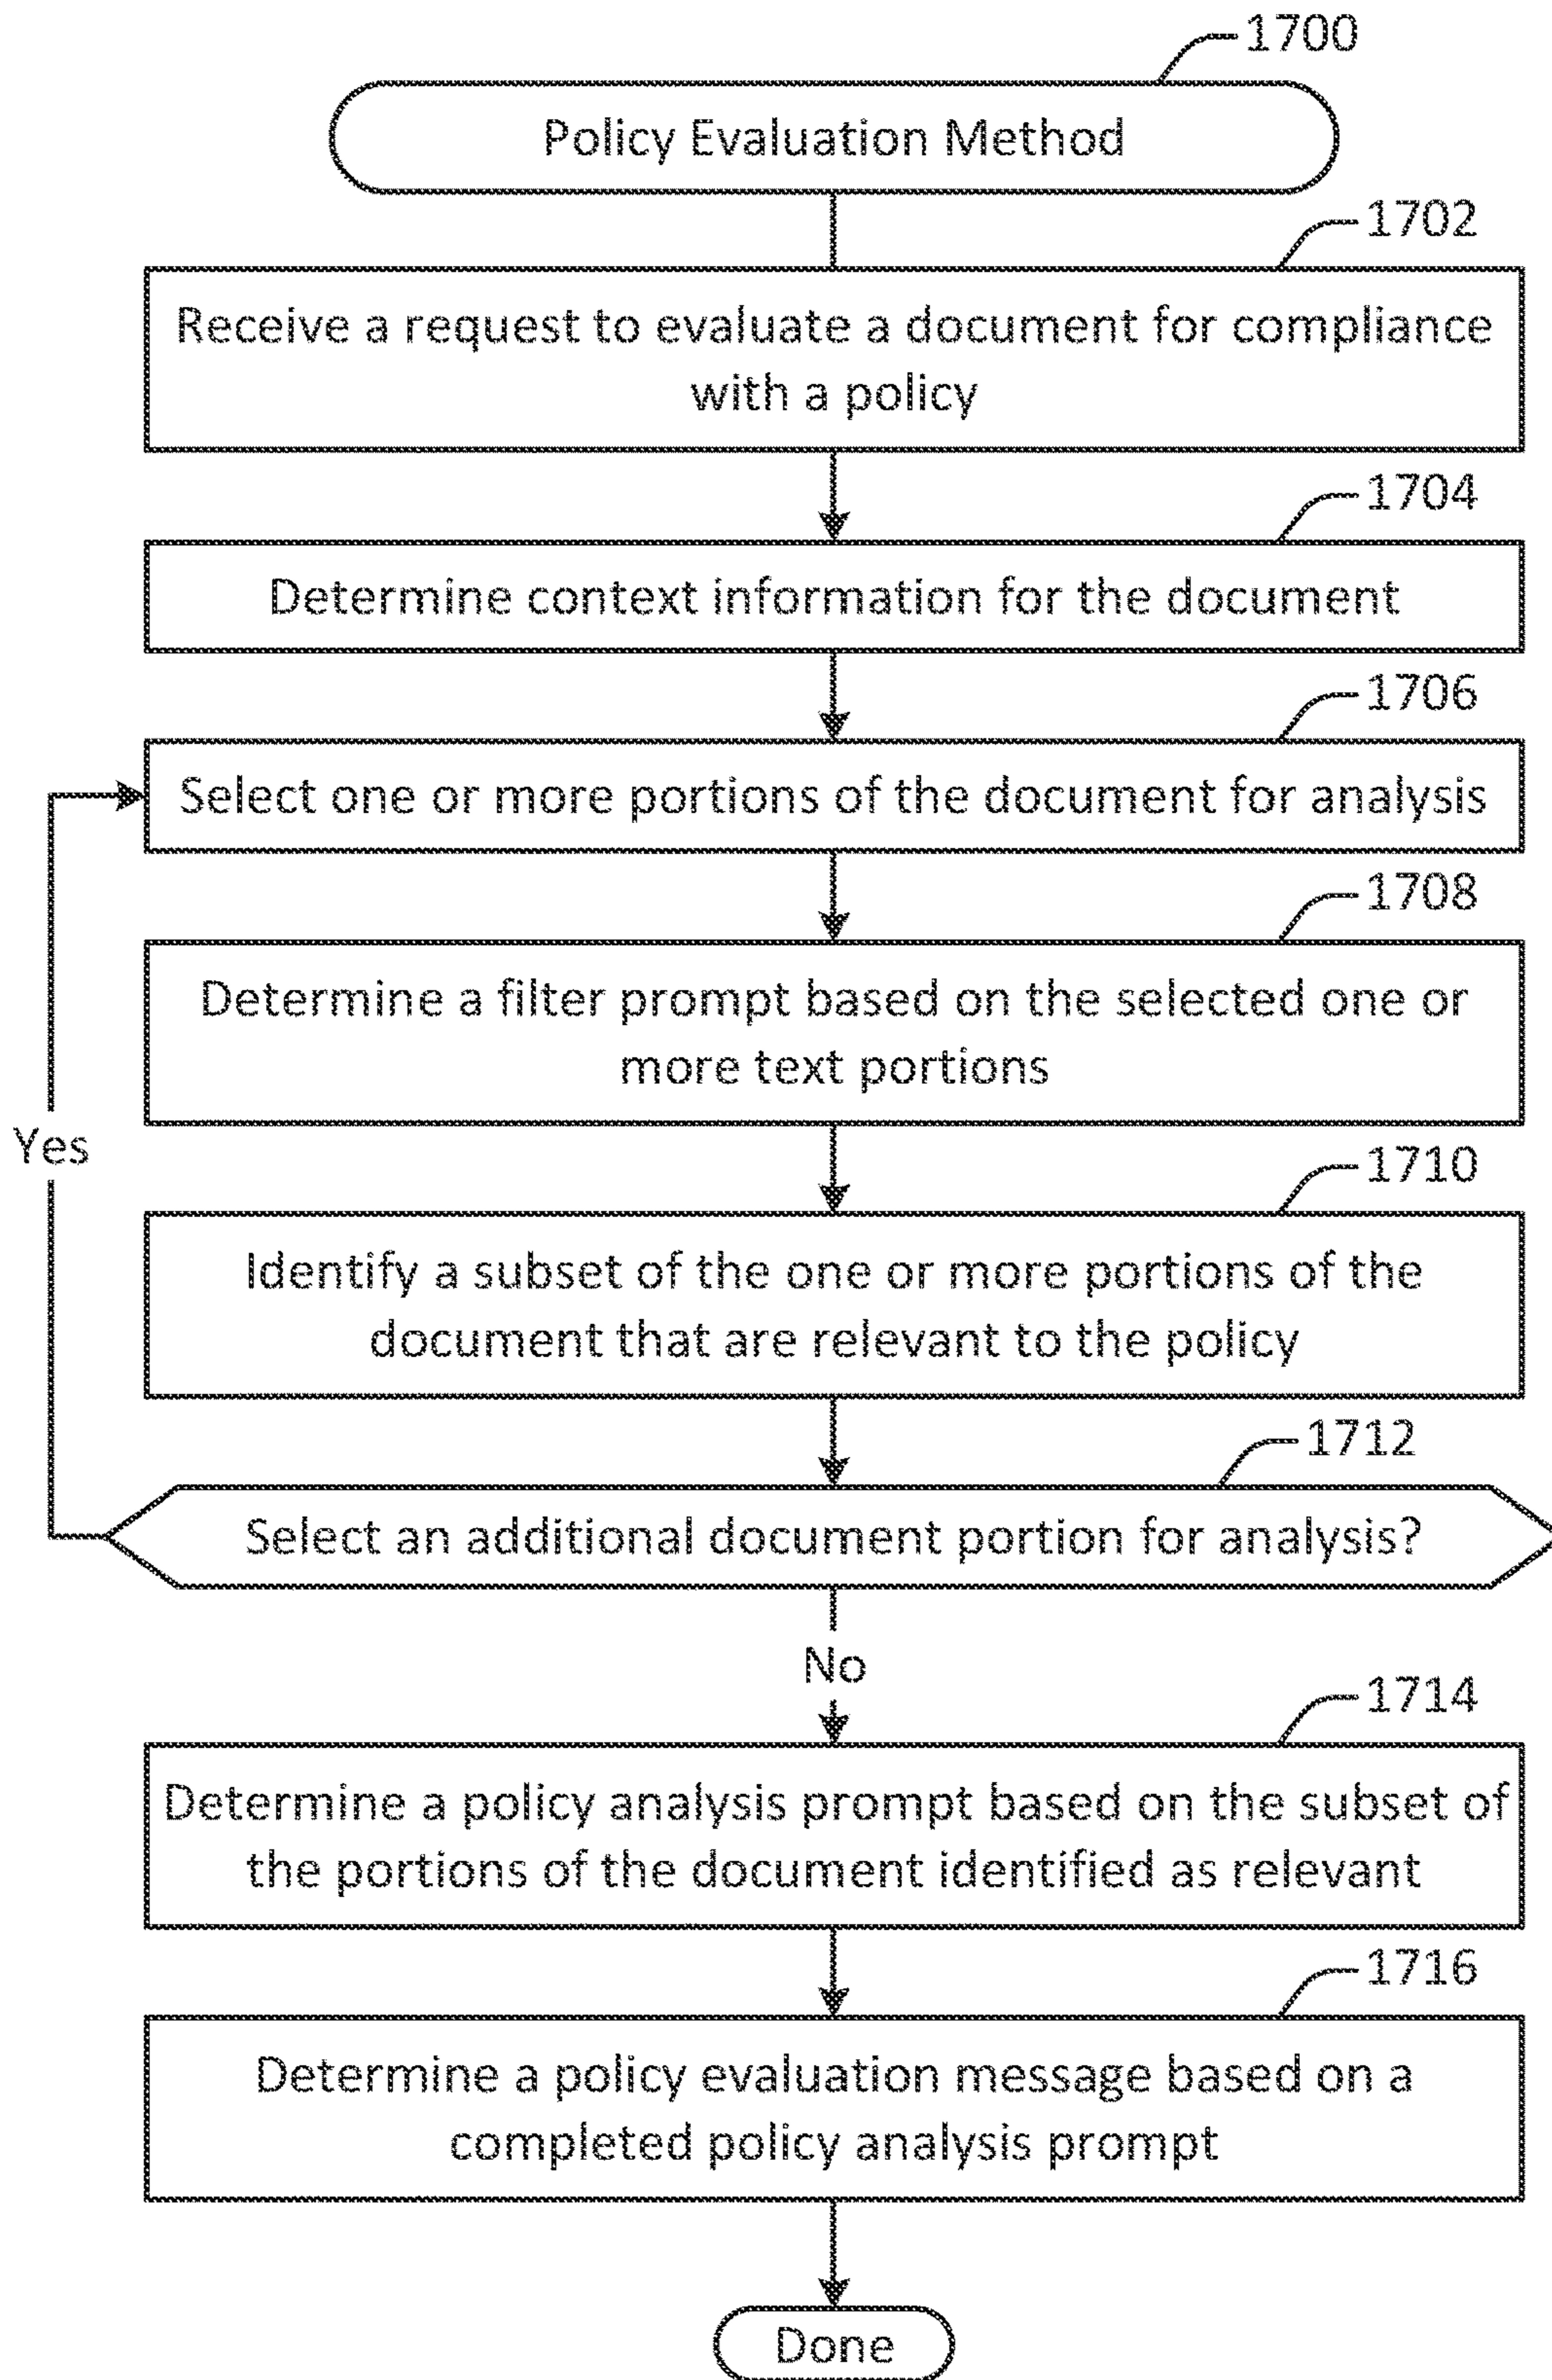 1700
Policy Evaluation Method
1702
Receive a request to evaluate a document for compliance
with a policy
1704
Determine context information for the document
1706
Select one or more portions of the document for analysis
1708
Determine a filter prompt based on the selected one or
more text portions
Yes
1710
Identify a subset of the one or more portions of the
document that are relevant to the policy
1712
Select an additional document portion for analysis?
No
1714
Determine a policy analysis prompt based on the subset of
the portions of the document identified as relevant
1716
Determine a policy evaluation message based on a
completed policy analysis prompt
Done